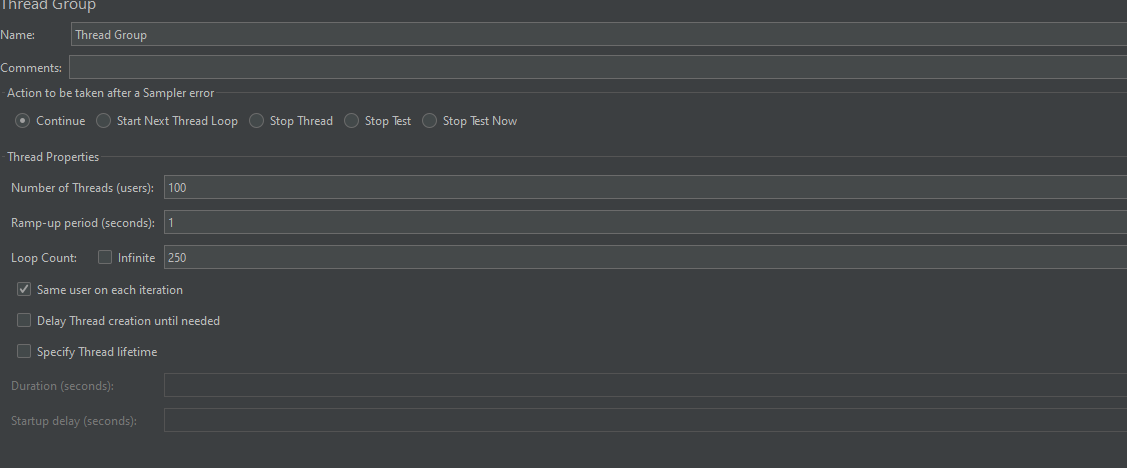 Thread Group
Name: Thread Group
Comments:
Action to be taken after a Sampler error
Continue Start Next Thread Loop Stop Thread Stop Test Stop Test Now
Thread Properties
Number of Threads (users): 100
Ramp-up period (seconds): 1
Loop Count: Infinite 250
Same user on each iteration
Delay Thread creation until needed
Specify Thread lifetime
Duration (seconds):
Startup delay (seconds):